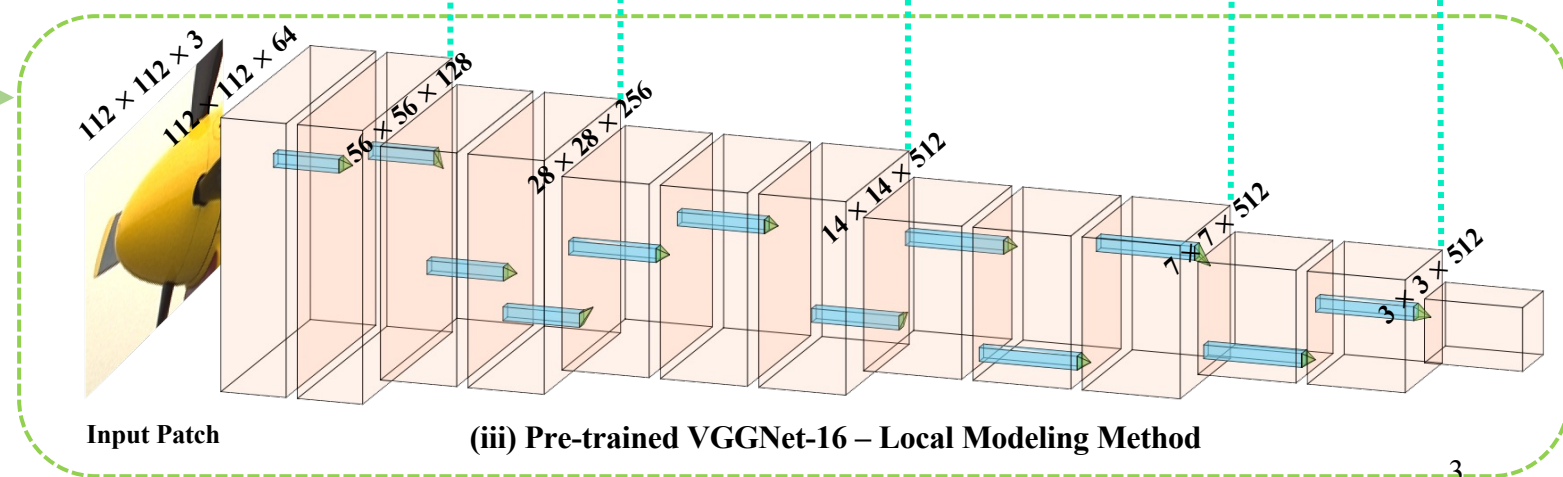 112 × 112 × 3
112 × 112 × 64
56 × 56 × 128
28 × 28 × 256
14 × 14 × 512
7 × 7 × 512
3 × 3 × 512
Input Patch
(iii) Pre-trained VGGNet-16 – Local Modeling Method
3